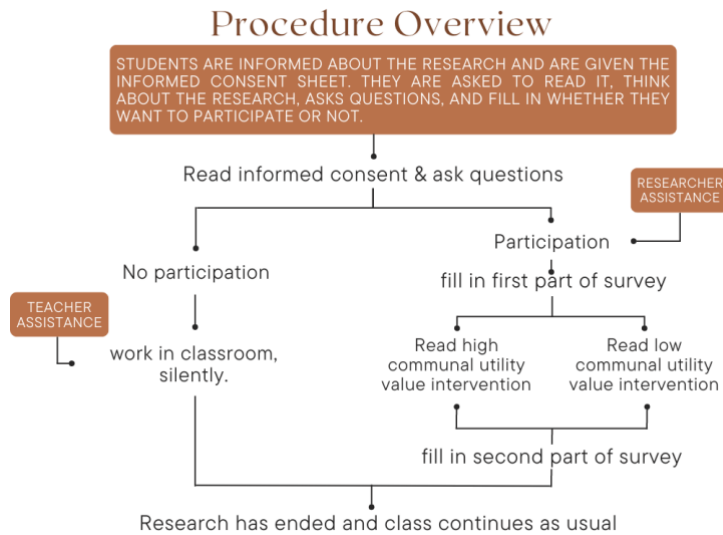 Procedure Overview
STUDENTS ARE INFORMED ABOUT THE RESEARCH AND ARE GIVEN THE
INFORMED CONSENT SHEET. THEY ARE ASKED TO READ IT, THINK
ABOUT THE RESEARCH, ASKS QUESTIONS, AND FILL IN WHETHER THEY
WANT TO PARTICIPATE OR NOT.
Read informed consent & ask questions
RESEARCHER
ASSISTANCE
Participation
No participation
fill in first part of survey
TEACHER
ASSISTANCE
work in classroom,
silently.
Read high
communal utility
value intervention
Read low
communal utility
value intervention
fill in second part of survey
Research has ended and class continues as usual